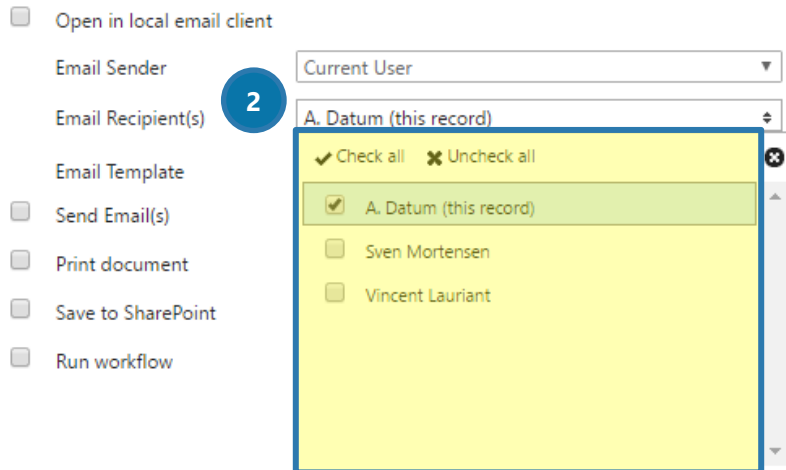 Open in local email client
Email Sender Current User
2
Email Recipient(s) A. Datum (this record)
Check all Uncheck all
Email Template
A. Datum (this record)
Send Email(s)
Sven Mortensen
Print document
Vincent Lauriant
Save to SharePoint
Run workflow